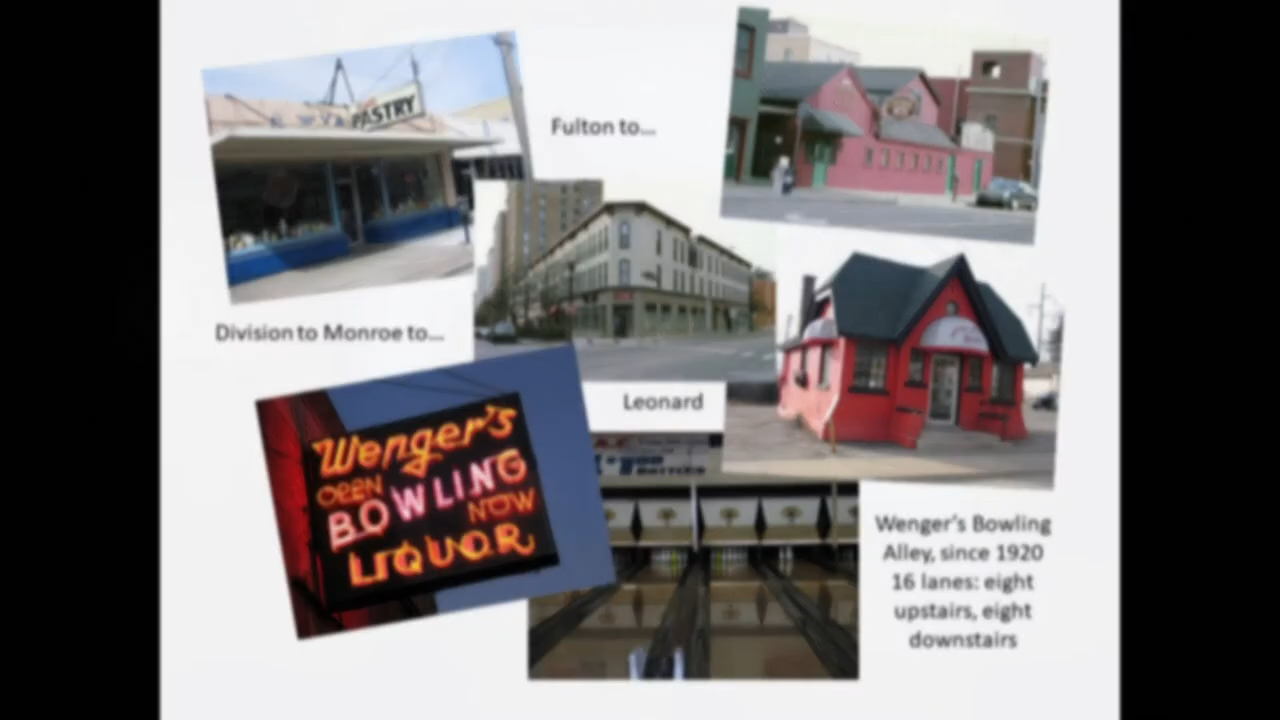 PASTRY
Fulton to...
Division to Monroe to...
Leonard
Wenger's
OPEN
BOWLING
NOW
LIQUOR
Wenger's Bowling
Alley, since 1920
16 lanes: eight
upstairs, eight
downstairs